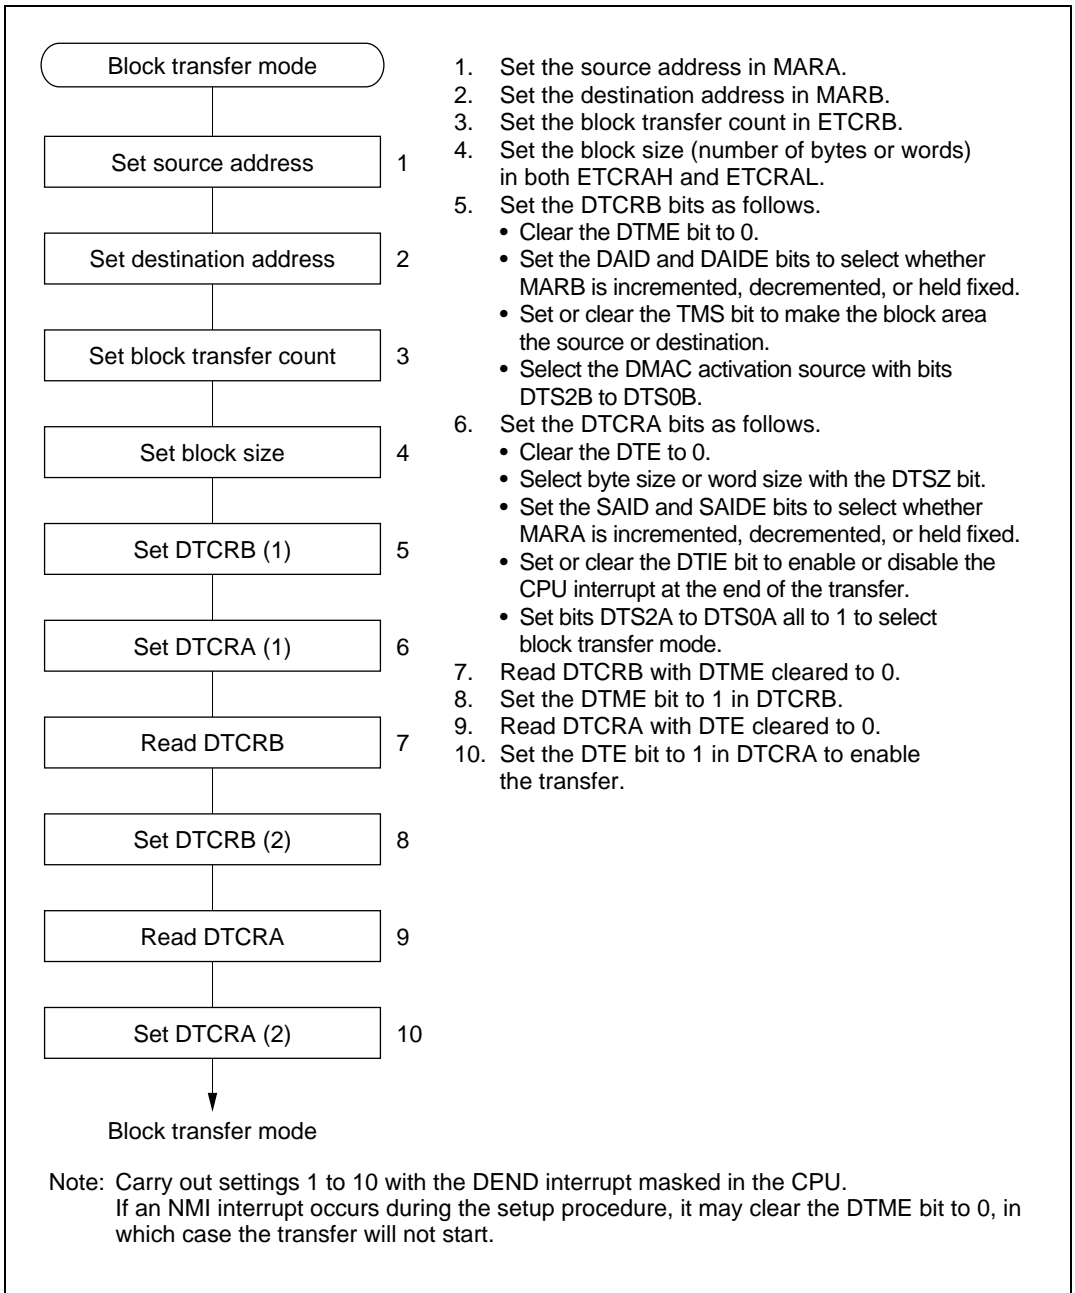 Block transfer mode
Set source address 1
Set destination address 2
Set block transfer count 3
Set block size 4
Set DTCRB (1) 5
Set DTCRA (1) 6
Read DTCRB 7
Set DTCRB (2) 8
Read DTCRA 9
Set DTCRA (2) 10
Block transfer mode
1. Set the source address in MARA.
2. Set the destination address in MARB.
3. Set the block transfer count in ETCRB.
4. Set the block size (number of bytes or words)
in both ETCRAH and ETCRAL.
5. Set the DTCRB bits as follows.
• Clear the DTME bit to 0.
• Set the DAID and DAIDE bits to select whether
MARB is incremented, decremented, or held fixed.
• Set or clear the TMS bit to make the block area
the source or destination.
• Select the DMAC activation source with bits
DTS2B to DTS0B.
6. Set the DTCRA bits as follows.
• Clear the DTE to 0.
• Select byte size or word size with the DTSZ bit.
• Set the SAID and SAIDE bits to select whether
MARA is incremented, decremented, or held fixed.
• Set or clear the DTIE bit to enable or disable the
CPU interrupt at the end of the transfer.
• Set bits DTS2A to DTS0A all to 1 to select
block transfer mode.
7. Read DTCRB with DTME cleared to 0.
8. Set the DTME bit to 1 in DTCRB.
9. Read DTCRA with DTE cleared to 0.
10. Set the DTE bit to 1 in DTCRA to enable
the transfer.
Note: Carry out settings 1 to 10 with the DEND interrupt masked in the CPU.
If an NMI interrupt occurs during the setup procedure, it may clear the DTME bit to 0, in
which case the transfer will not start.